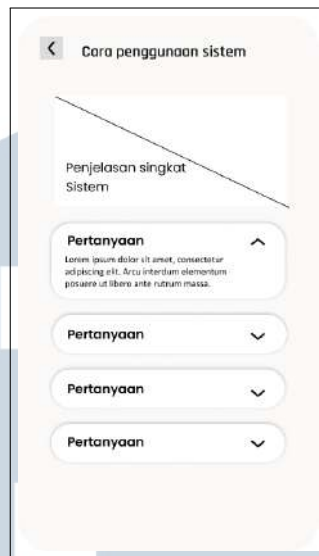 Cara penggunaan sistem
Penjelasan singkat
Sistem
Pertanyaan
Lorem ipsum dolor sit amet, consectetur
adipiscing elit. Arcu interdum elementum
posuere ut libero ante rutrum massa.
Pertanyaan
Pertanyaan
Pertanyaan